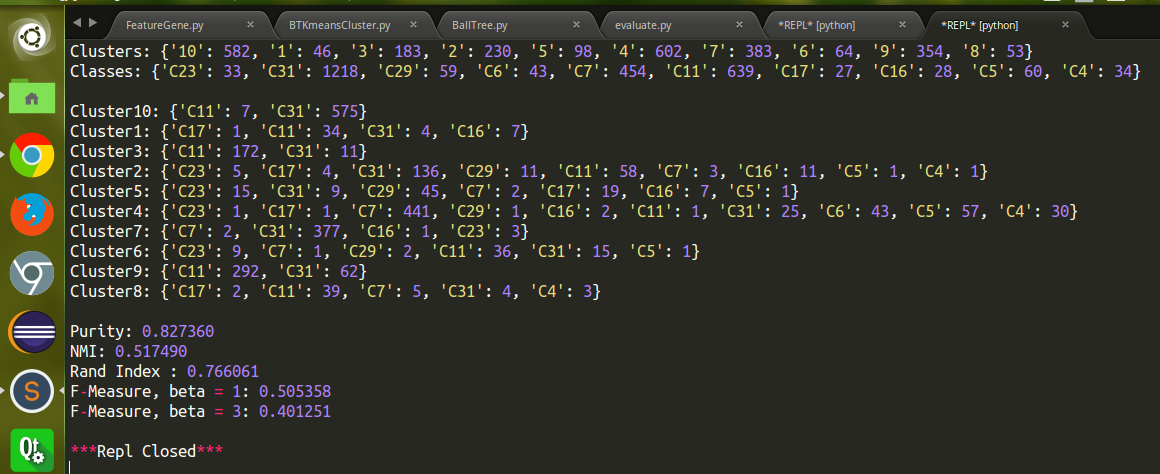 FeatureGene.py × BTKmeansCluster.py × BallTree.py × evaluate.py × *REPL* [python] × *REPL* [python] ×
Clusters: {'10': 582, '1': 46, '3': 183, '2': 230, '5': 98, '4': 602, '7': 383, '6': 64, '9': 354, '8': 53}
Classes: {'C23': 33, 'C31': 1218, 'C29': 59, 'C6': 43, 'C7': 454, 'C11': 639, 'C17': 27, 'C16': 28, 'C5': 60, 'C4': 34}
Cluster10: {'C11': 7, 'C31': 575}
Cluster1: {'C17': 1, 'C11': 34, 'C31': 4, 'C16': 7}
Cluster3: {'C11': 172, 'C31': 11}
Cluster2: {'C23': 5, 'C17': 4, 'C31': 136, 'C29': 11, 'C11': 58, 'C7': 3, 'C16': 11, 'C5': 1, 'C4': 1}
Cluster5: {'C23': 15, 'C31': 9, 'C29': 45, 'C7': 2, 'C17': 19, 'C16': 7, 'C5': 1}
Cluster4: {'C23': 1, 'C17': 1, 'C7': 441, 'C29': 1, 'C16': 2, 'C11': 1, 'C31': 25, 'C6': 43, 'C5': 57, 'C4': 30}
Cluster7: {'C7': 2, 'C31': 377, 'C16': 1, 'C23': 3}
Cluster6: {'C23': 9, 'C7': 1, 'C29': 2, 'C11': 36, 'C31': 15, 'C5': 1}
Cluster9: {'C11': 292, 'C31': 62}
Cluster8: {'C17': 2, 'C11': 39, 'C7': 5, 'C31': 4, 'C4': 3}
Purity: 0.827360
NMI: 0.517490
Rand Index : 0.766061
F-Measure, beta = 1: 0.505358
F-Measure, beta = 3: 0.401251
***Repl Closed***
S
Qt